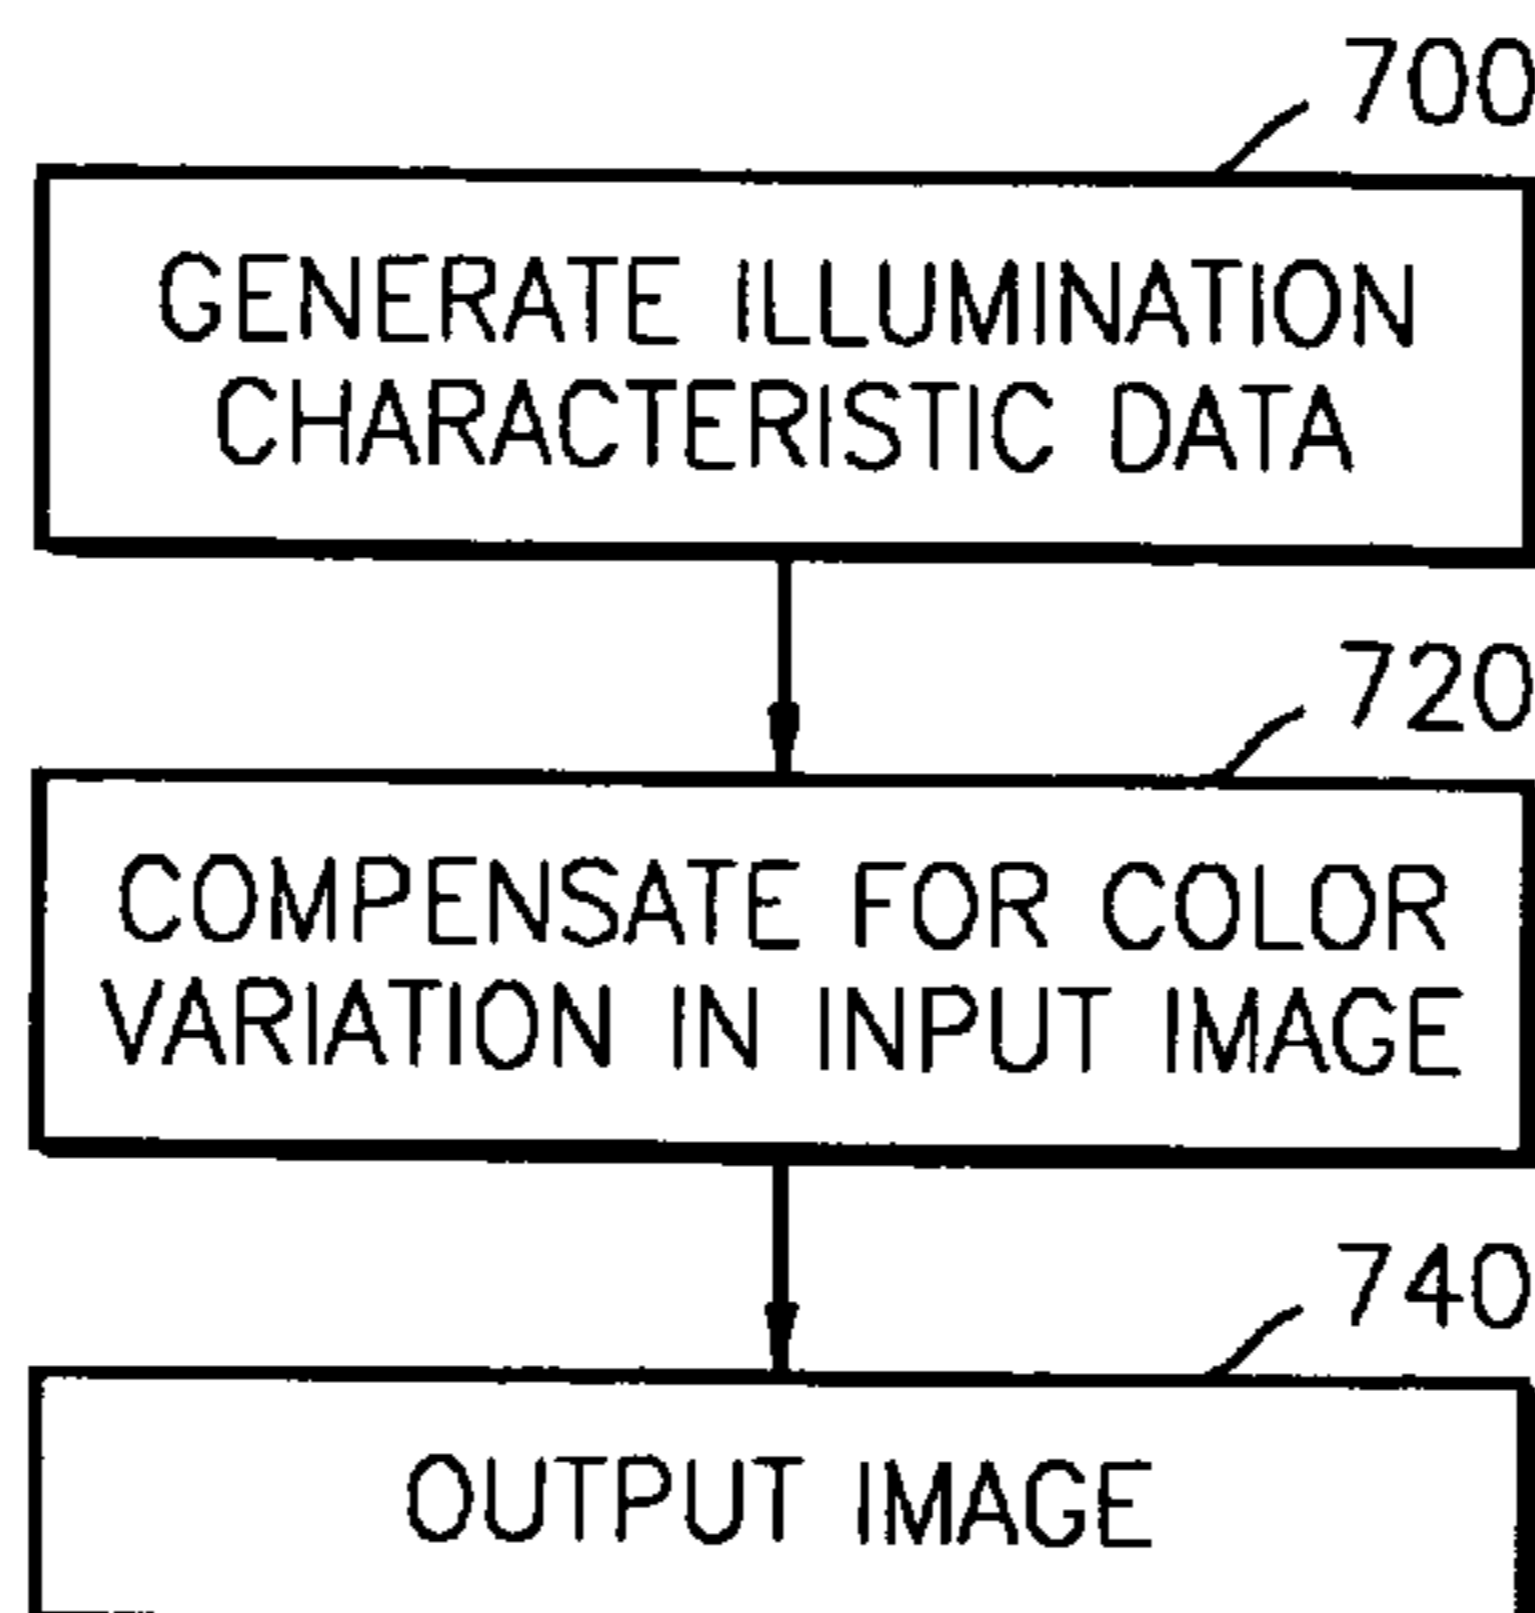 700
GENERATE ILLUMINATION
CHARACTERISTIC DATA
720
COMPENSATE FOR COLOR
VARIATION IN INPUT IMAGE
740
OUTPUT IMAGE